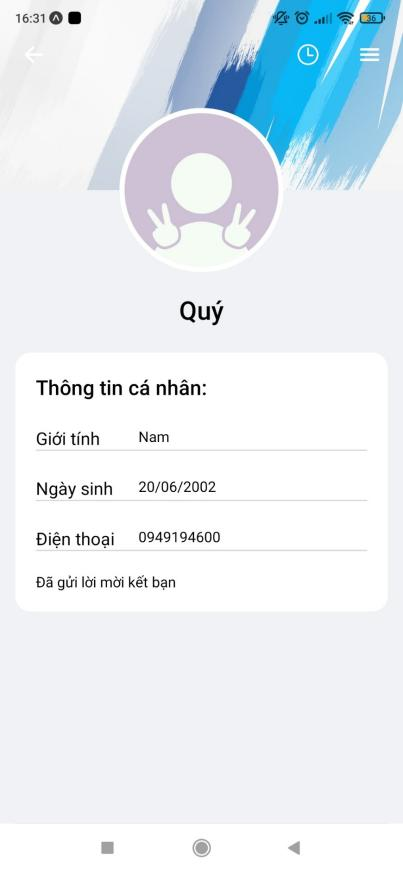 16:31
36
Quý
Thông tin cá nhân:
Giới tính Nam
Ngày sinh 20/06/2002
Điện thoại 0949194600
Đã gửi lời mời kết bạn